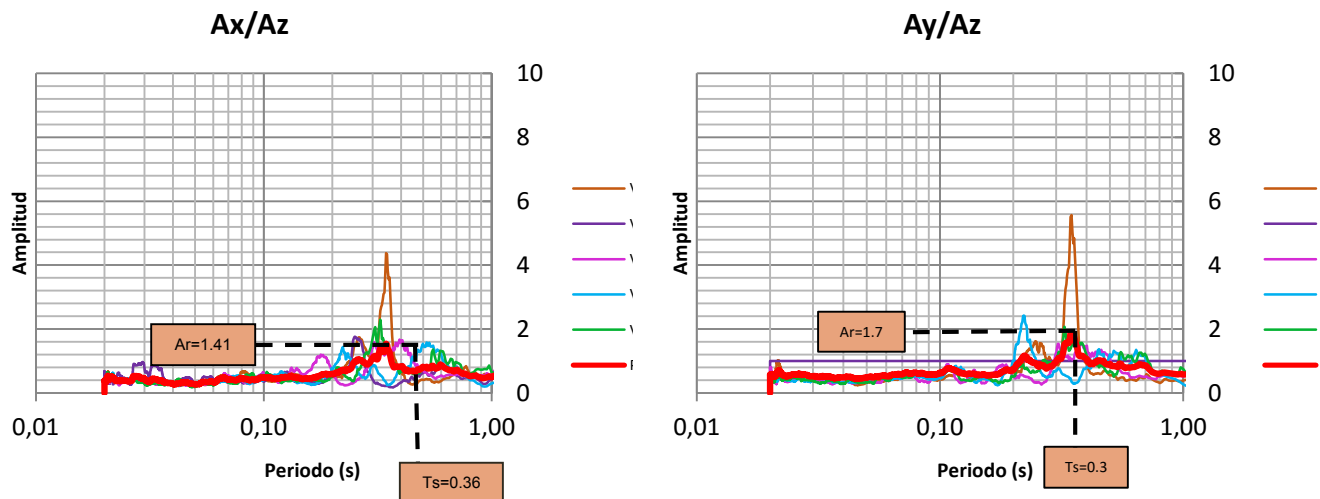 Ax/Az
10
8
6
4
2
0
Amplitud
Ar=1.41
0,01
0,10
1,00
Periodo (s)
Ts=0.36
Ay/Az
10
8
6
4
2
0
Amplitud
Ar=1.7
0,01
0,10
1,00
Periodo (s)
Ts=0.3